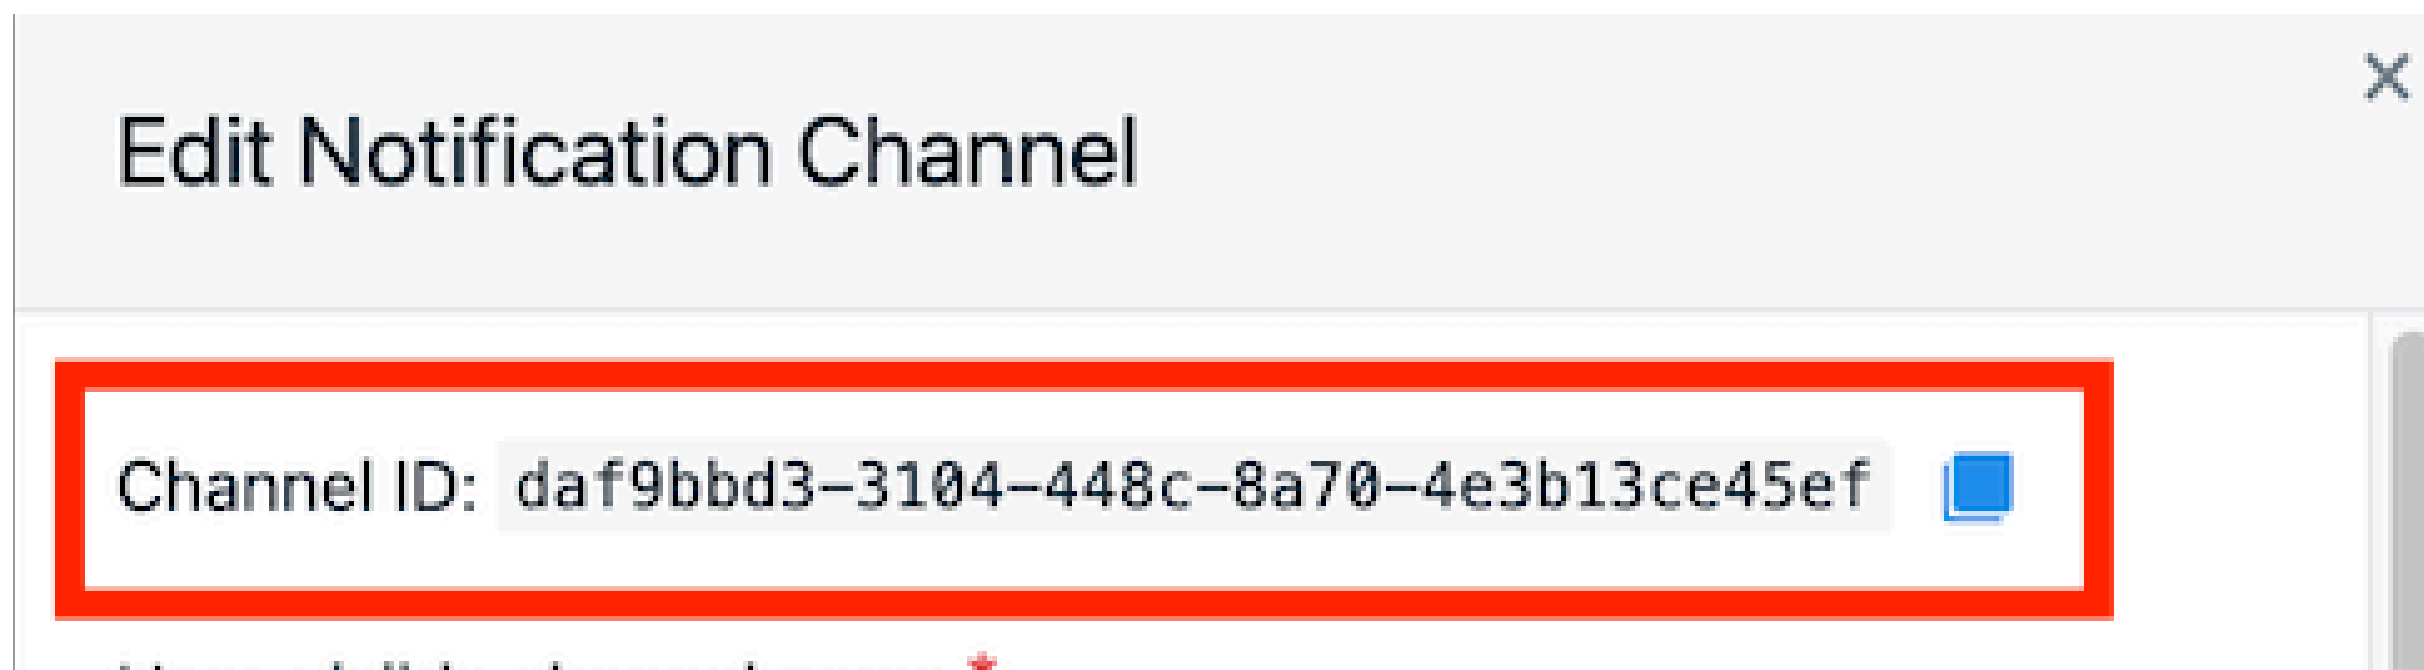 Edit Notification Channel
Channel ID: daf9bbd3-3104-448c-8a70-4e3b13ce45ef